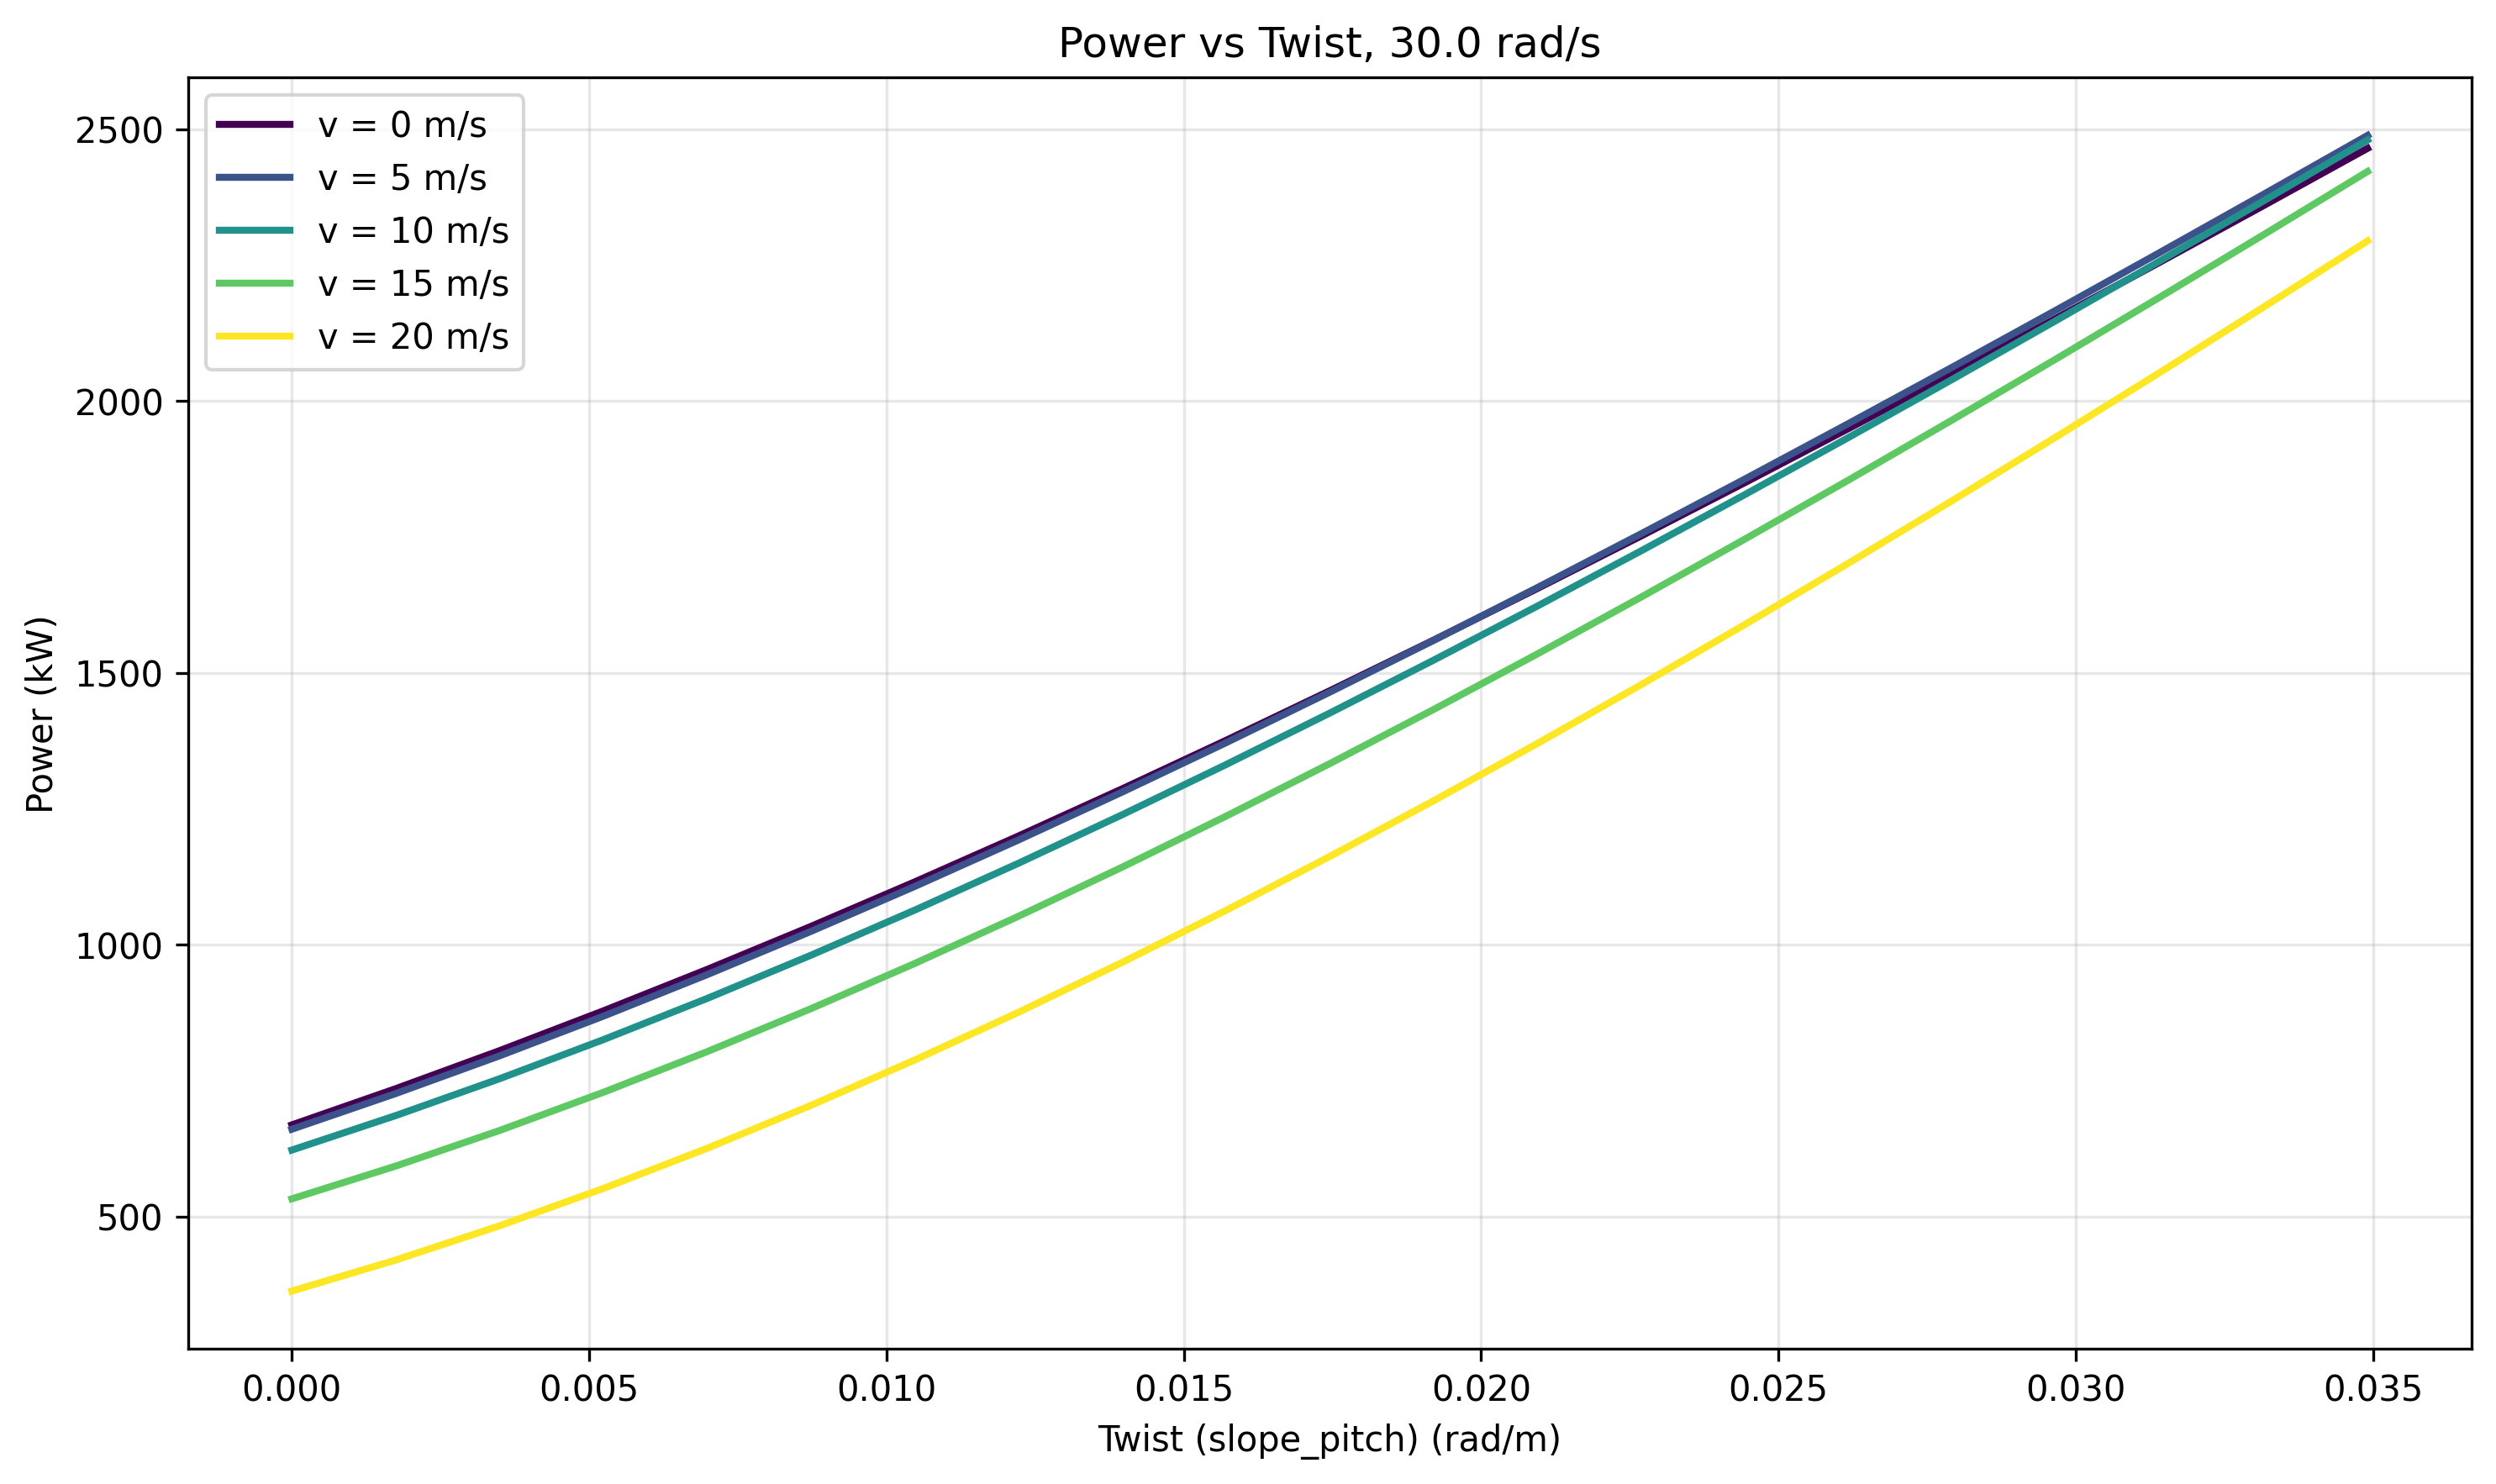 Power vs Twist, 30.0 rad/s
v = 0 m/s
v = 5 m/s
v = 10 m/s
v = 15 m/s
v = 20 m/s
Power (kW)
2500
2000
1500
1000
500
0.000 0.005 0.010 0.015 0.020 0.025 0.030 0.035
Twist (slope_pitch) (rad/m)